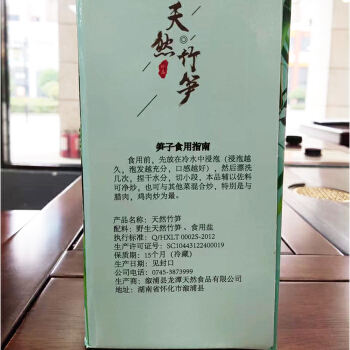 天然
竹笋
笋子食用指南
食用前，先放在冷水中浸泡（浸泡越
久，泡发越充分，口感越好），然后漂洗
几次，捏干水分，切小段，本品辅以佐料
可净炒，也可与其他菜混合炒，特别是与
腊肉，鸡肉炒为最。
产品名称：天然竹笋
配料：野生天然竹笋、食用盐
执行标准：Q/HXLT 0002S-2012
生产许可证号：SC10443122400019
保质期：15个月（冷藏）
生产日期：见封口
公司电话：0745-3873999
生产商：溆浦县龙潭天然食品有限公司
地址：湖南省怀化市溆浦县